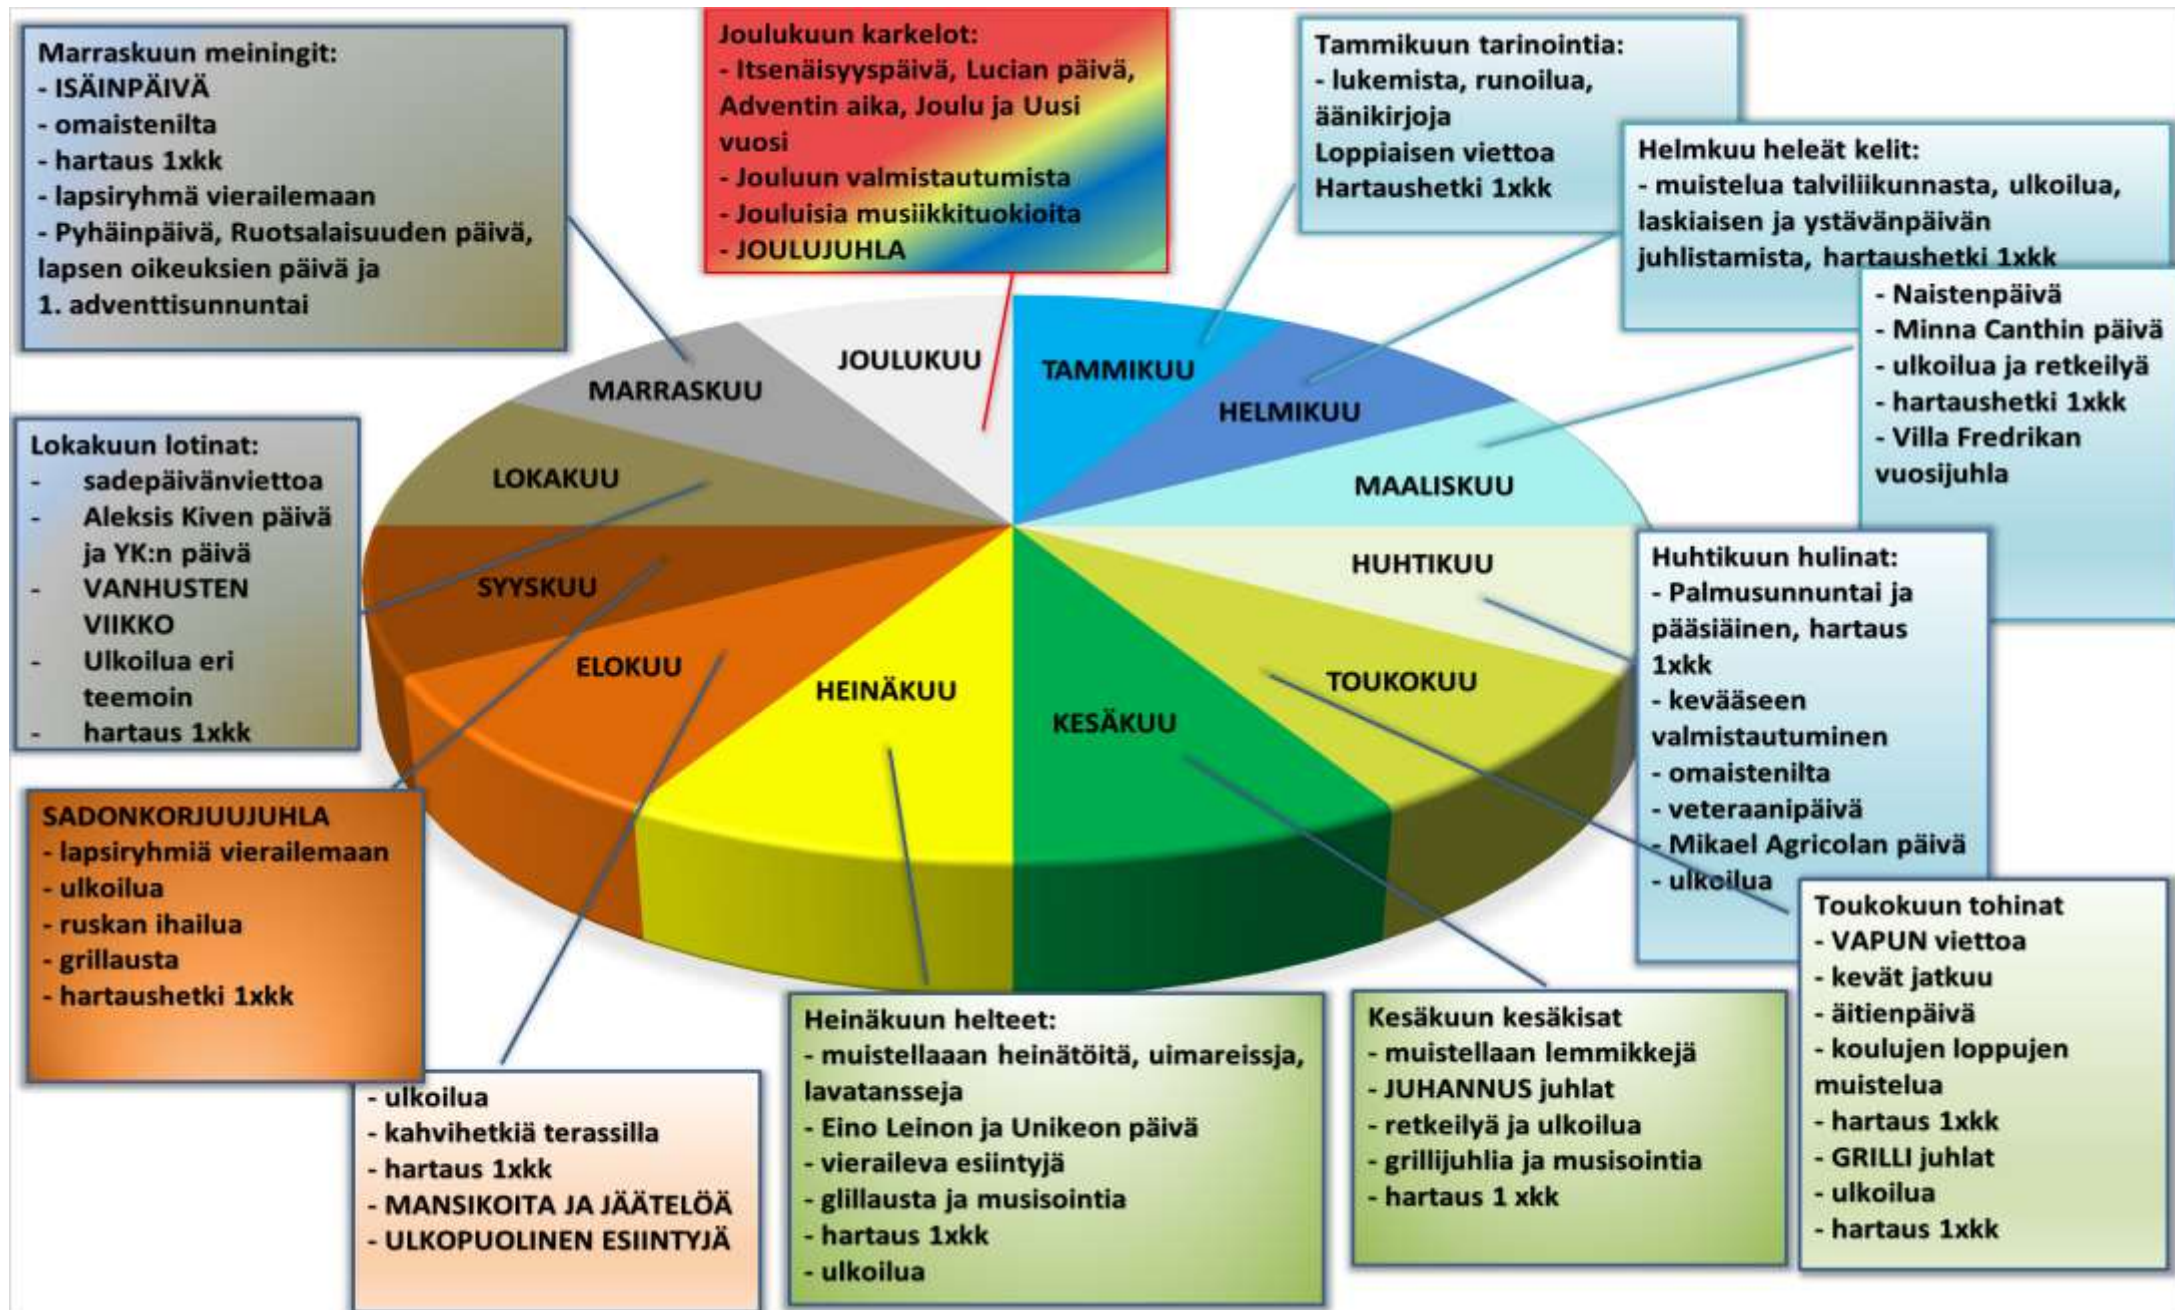 Marraskuun meiningit:
- ISÄINPÄIVÄ
- omaistenilta
- hartaus 1xkk
- lapsiryhmä vierailemaan
- Pyhäinpäivä, Ruotsalaisuuden päivä,
lapsen oikeuksien päivä ja
1. adventtisunnuntai
Joulukuun karkelot:
- Itsenäisyyspäivä, Lucian päivä,
Adventin aika, Joulu ja Uusi
vuosi
- Jouluun valmistautumista
- Jouluisia musiikkituokioita
- JOULUJUHLA
Tammikuun tarinointia:
- lukemista, runoilua,
äänikirjoja
Loppiaisen viettoa
Hartaushetki 1xkk
Helmkuu heleät kelit:
- muistelua talviliikunnasta, ulkoilua,
laskiaisen ja ystävänpäivän
juhlistamista, hartaushetki 1xkk
- Naistenpäivä
- Minna Canthin päivä
- ulkoilua ja retkeilyä
- hartaushetki 1xkk
- Villa Fredrikan
vuosijuhla
JOULUKUU
TAMMIKUU
MARRASKUU
HELMIKUU
LOKAKUU
MAALISKUU
SYYSKUU
HUHTIKUU
ELOKUU
HEINÄKUU
KESÄKUU
TOUKOKUU
Lokakuun lotinat:
- sadepäivänviettoa
- Aleksis Kiven päivä
ja YK:n päivä
- VANHUSTEN
VIIKKO
- Ulkoilua eri
teemoin
- hartaus 1xkk
Huhtikuun hulinat:
- Palmusunnuntai ja
pääsiäinen, hartaus
1xkk
- kevääseen
valmistautuminen
- omaistenilta
- veteraanipäivä
- Mikael Agricolan päivä
- ulkoilua
SADONKORJUUJUHLA
- lapsiryhmiä vierailemaan
- ulkoilua
- ruskan ihailua
- grillausta
- hartaushetki 1xkk
- ulkoilua
- kahvihetkiä terassilla
- hartaus 1xkk
- MANSIKOITA JA JÄÄTELÖÄ
- ULKOPUOLINEN ESIINTYJÄ
Heinäkuun helteet:
- muistellaaan heinätöitä, uimareissja,
lavatansseja
- Eino Leinon ja Unikeon päivä
- vieraileva esiintyjä
- glillausta ja musisointia
- hartaus 1xkk
- ulkoilua
Kesäkuun kesäkisat
- muistellaan lemmikkejä
- JUHANNUS juhlat
- retkeilyä ja ulkoilua
- grillijuhlia ja musisointia
- hartaus 1 xkk
Toukokuun tohinat
- VAPUN viettoa
- kevät jatkuu
- äitienpäivä
- koulujen loppujen
muistelua
- hartaus 1xkk
- GRILLI juhlat
- ulkoilua
- hartaus 1xkk